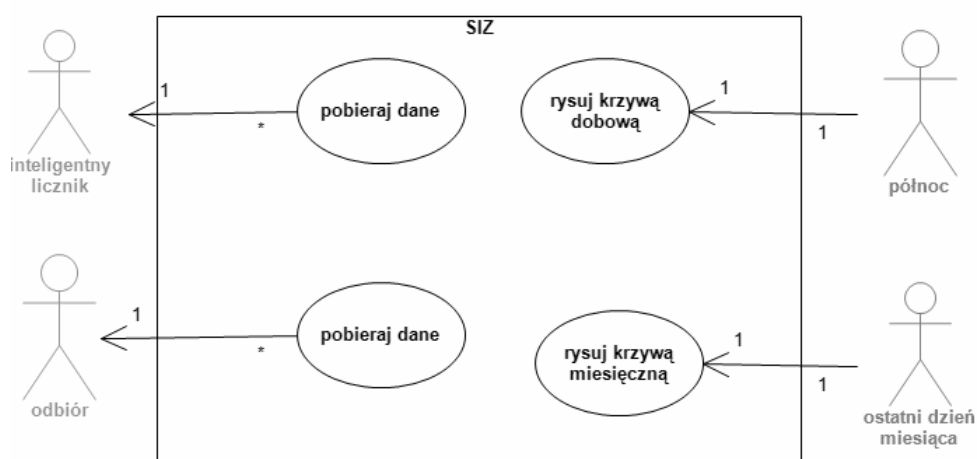 SIZ
1
*
pobieraj dane
rysuj krzywą
dobową
1
1
inteligentny
licznik
północ
1
*
pobieraj dane
rysuj krzywą
miesięczną
1
1
odbiór
ostatni dzień
miesiąca